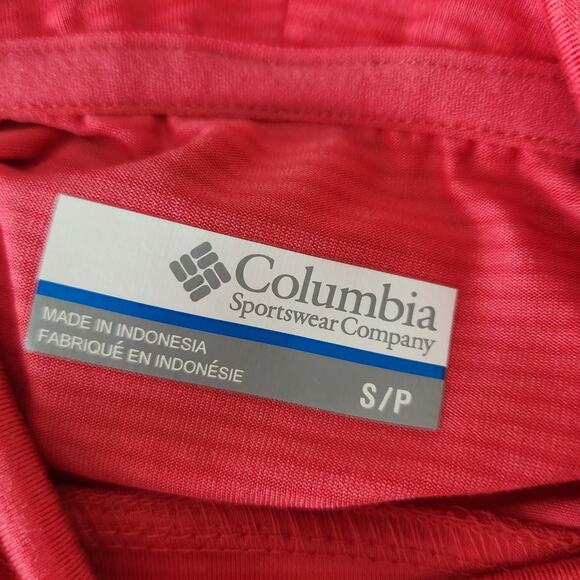 Columbia
Sportswear Company
MADE IN INDONESIA
FABRIQUÉ EN INDONÉSIE
S/P